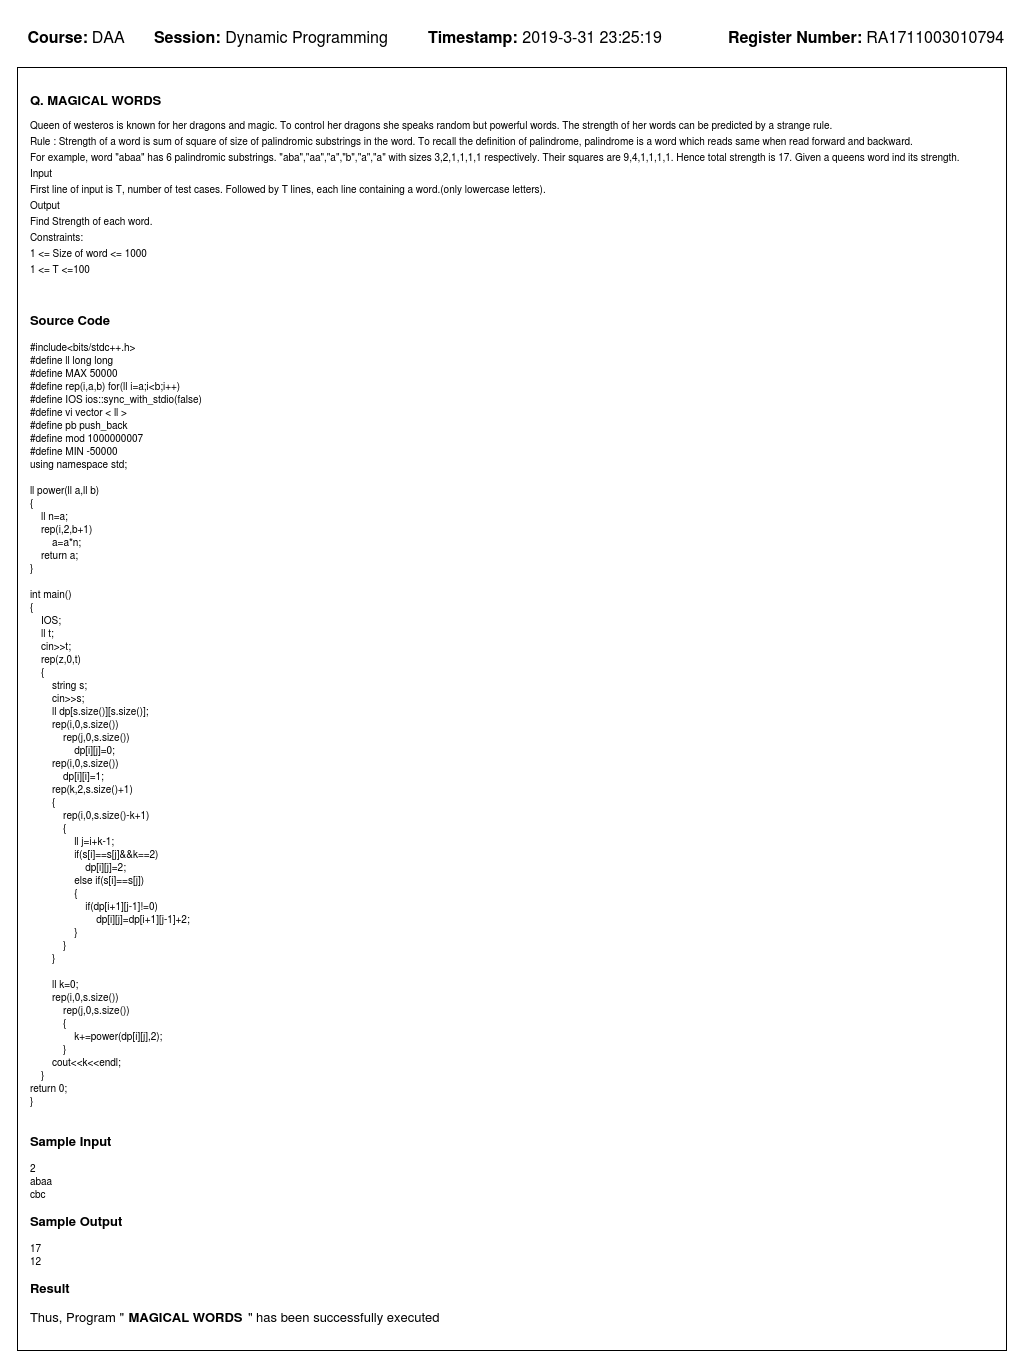 Course: DAA Session: Dynamic Programming Timestamp: 2019-3-31 23:25:19 Register Number: RA1711003010794
Q. MAGICAL WORDS
Queen of westeros is known for her dragons and magic. To control her dragons she speaks random but powerful words. The strength of her words can be predicted by a strange rule.
Rule : Strength of a word is sum of square of size of palindromic substrings in the word. To recall the definition of palindrome, palindrome is a word which reads same when read forward and backward.
For example, word "abaa" has 6 palindromic substrings. "aba","aa","a","b","a","a" with sizes 3,2,1,1,1,1 respectively. Their squares are 9,4,1,1,1,1. Hence total strength is 17. Given a queens word ind its strength.
Input
First line of input is T, number of test cases. Followed by T lines, each line containing a word.(only lowercase letters).
Output
Find Strength of each word.
Constraints:
1 <= Size of word <= 1000
1 <= T <=100
Source Code
#include<bits/stdc++.h>
#define ll long long
#define MAX 50000
#define rep(i,a,b) for(ll i=a;i<b;i++)
#define IOS ios::sync_with_stdio(false)
#define vi vector < ll >
#define pb push_back
#define mod 1000000007
#define MIN -50000
using namespace std;
ll power(ll a,ll b)
{
ll n=a;
rep(i,2,b+1)
a=a*n;
return a;
}
int main()
{
IOS;
ll t;
cin>>t;
rep(z,0,t)
{
string s;
cin>>s;
ll dp[s.size()][s.size()];
rep(i,0,s.size())
rep(j,0,s.size())
dp[i][j]=0;
rep(i,0,s.size())
dp[i][i]=1;
rep(k,2,s.size()+1)
{
rep(i,0,s.size()-k+1)
{
ll j=i+k-1;
if(s[i]==s[j]&&k==2)
dp[i][j]=2;
else if(s[i]==s[j])
{
if(dp[i+1][j-1]!=0)
dp[i][j]=dp[i+1][j-1]+2;
}
}
}
ll k=0;
rep(i,0,s.size())
rep(j,0,s.size())
{
k+=power(dp[i][j],2);
}
cout<<k<<endl;
}
return 0;
}
Sample Input
2
abaa
cbc
Sample Output
17
12
Result
Thus, Program " MAGICAL WORDS " has been successfully executed